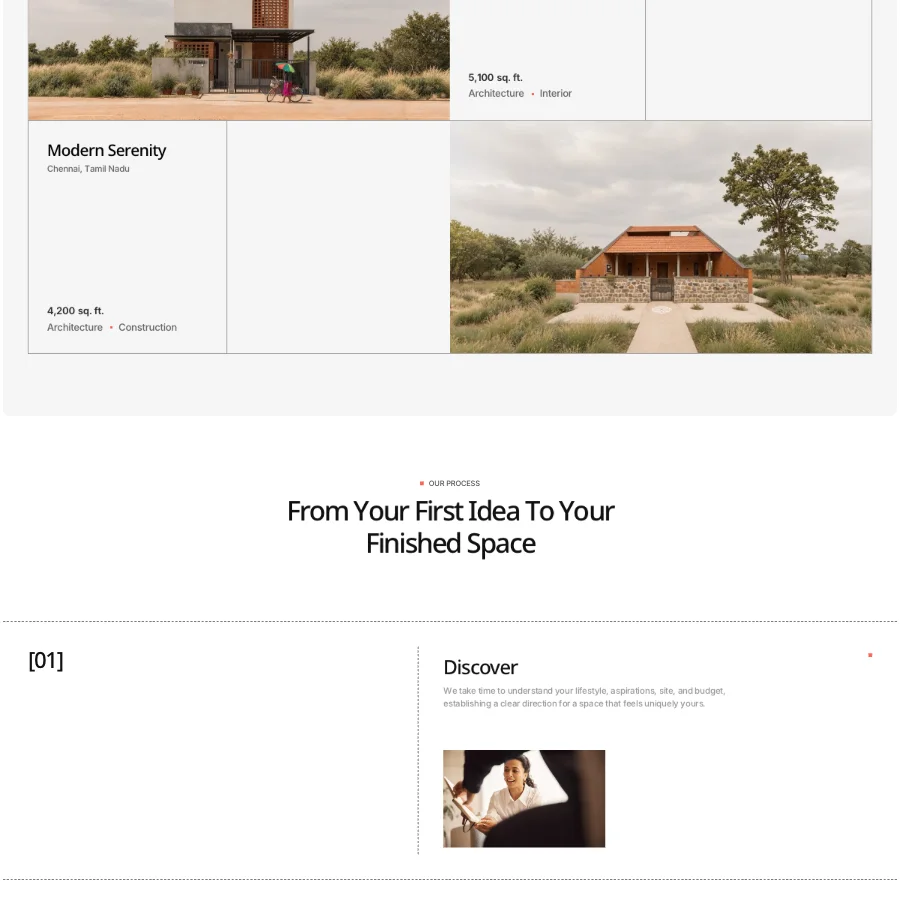 5,100 sq. ft.
Architecture • Interior
Modern Serenity
Chennai, Tamil Nadu
4,200 sq. ft.
Architecture • Construction
OUR PROCESS
From Your First Idea To Your
Finished Space
[01]
Discover
We take time to understand your lifestyle, aspirations, site, and budget,
establishing a clear direction for a space that feels uniquely yours.